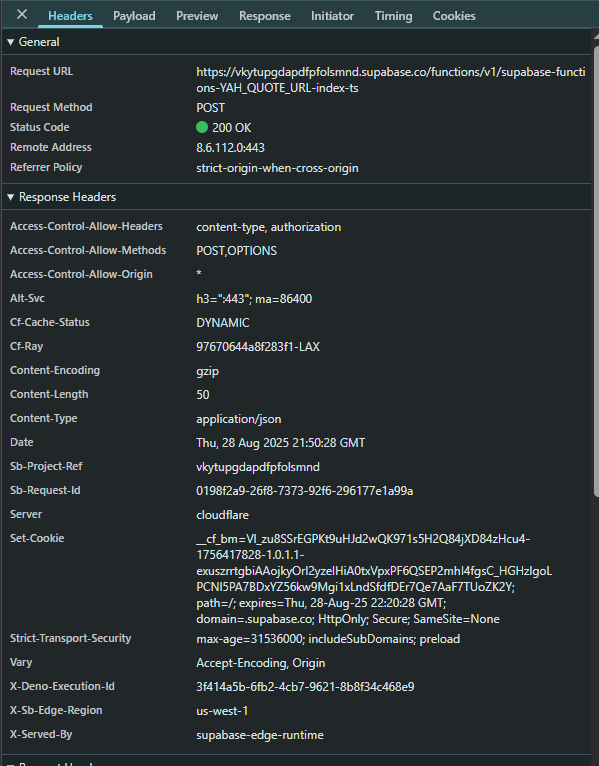 Headers Payload Preview Response Initiator Timing Cookies
General
Request URL
https://vkytupgdapdfpfolsmnd.supabase.co/functions/v1/supabase-functi
ons-YAH_QUOTE_URL-index-ts
Request Method POST
Status Code 200 OK
Remote Address 8.6.112.0:443
Referrer Policy strict-origin-when-cross-origin
Response Headers
Access-Control-Allow-Headers content-type, authorization
Access-Control-Allow-Methods POST,OPTIONS
Access-Control-Allow-Origin *
Alt-Svc h3=":443"; ma=86400
Cf-Cache-Status DYNAMIC
Cf-Ray 97670644a8f283f1-LAX
Content-Encoding gzip
Content-Length 50
Content-Type application/json
Date Thu, 28 Aug 2025 21:50:28 GMT
Sb-Project-Ref vkytupgdapdfpfolsmnd
Sb-Request-Id 0198f2a9-26f8-7373-92f6-296177e1a99a
Server cloudflare
Set-Cookie __cf_bm=VI_zu8SSrEGPKt9uHJd2wQK971s5H2Q84jXD84zHcu4-
1756417828-1.0.1.1-
exuszrrtgbiAAojkyOrI2yzeIHiA0txVpxPF6QSEP2mhI4fgsC_HGHzIgoL
PCNI5PA7BDxYZ56kw9Mgi1xLndSfdfDEr7Qe7AaF7TUoZK2Y;
path=/; expires=Thu, 28-Aug-25 22:20:28 GMT;
domain=.supabase.co; HttpOnly; Secure; SameSite=None
Strict-Transport-Security max-age=31536000; includeSubDomains; preload
Vary Accept-Encoding, Origin
X-Deno-Execution-Id 3f414a5b-6fb2-4cb7-9621-8b8f34c468e9
X-Sb-Edge-Region us-west-1
X-Served-By supabase-edge-runtime